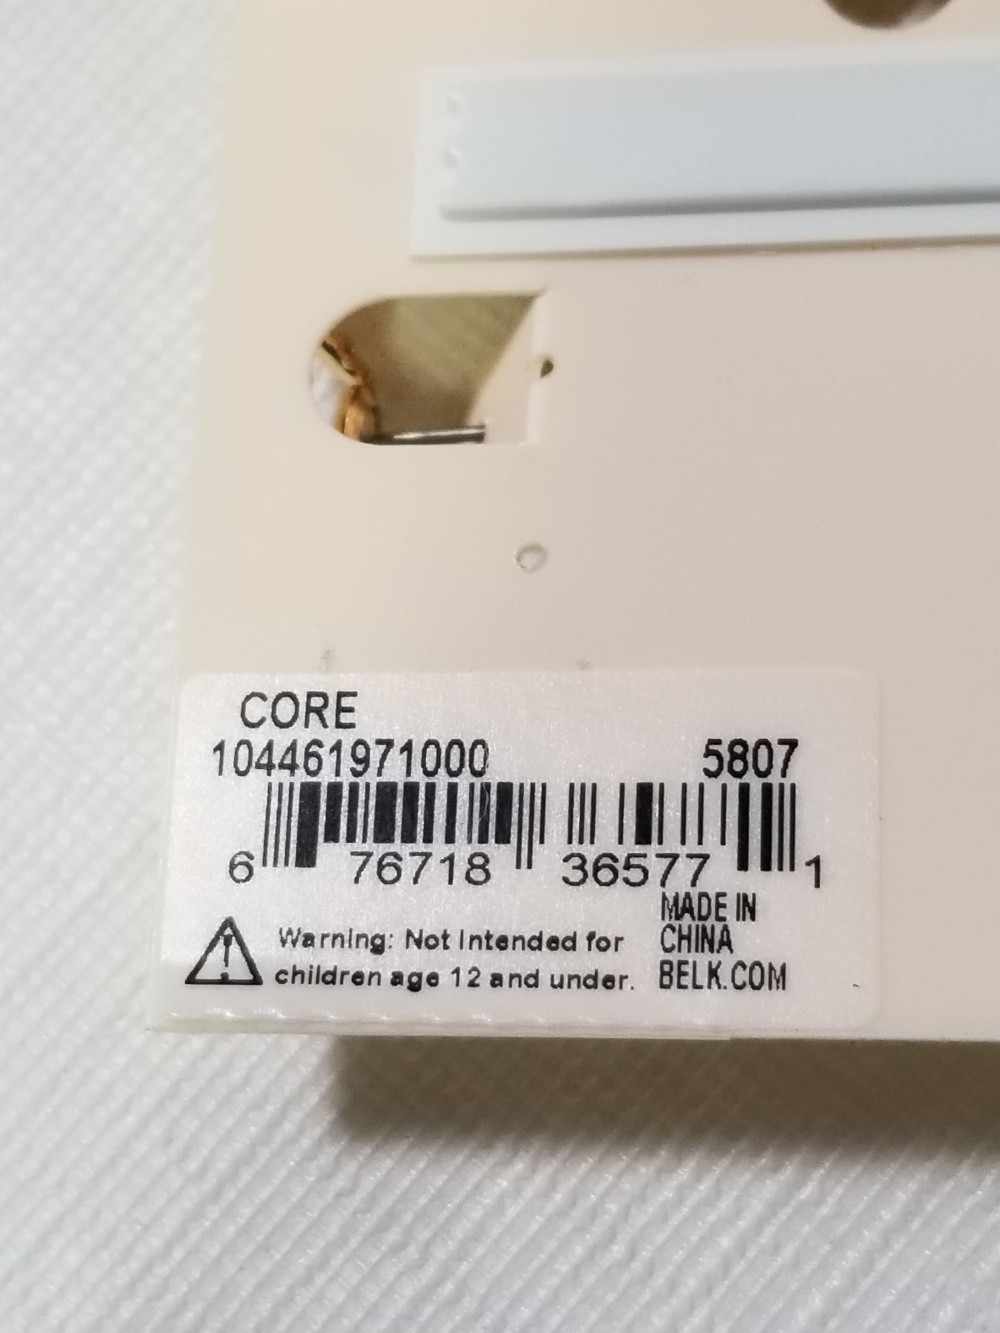 CORE
104461971000 5807
6 76718 36577 1
Warning: Not Intended for
children age 12 and under.
MADE IN
CHINA
BELK.COM